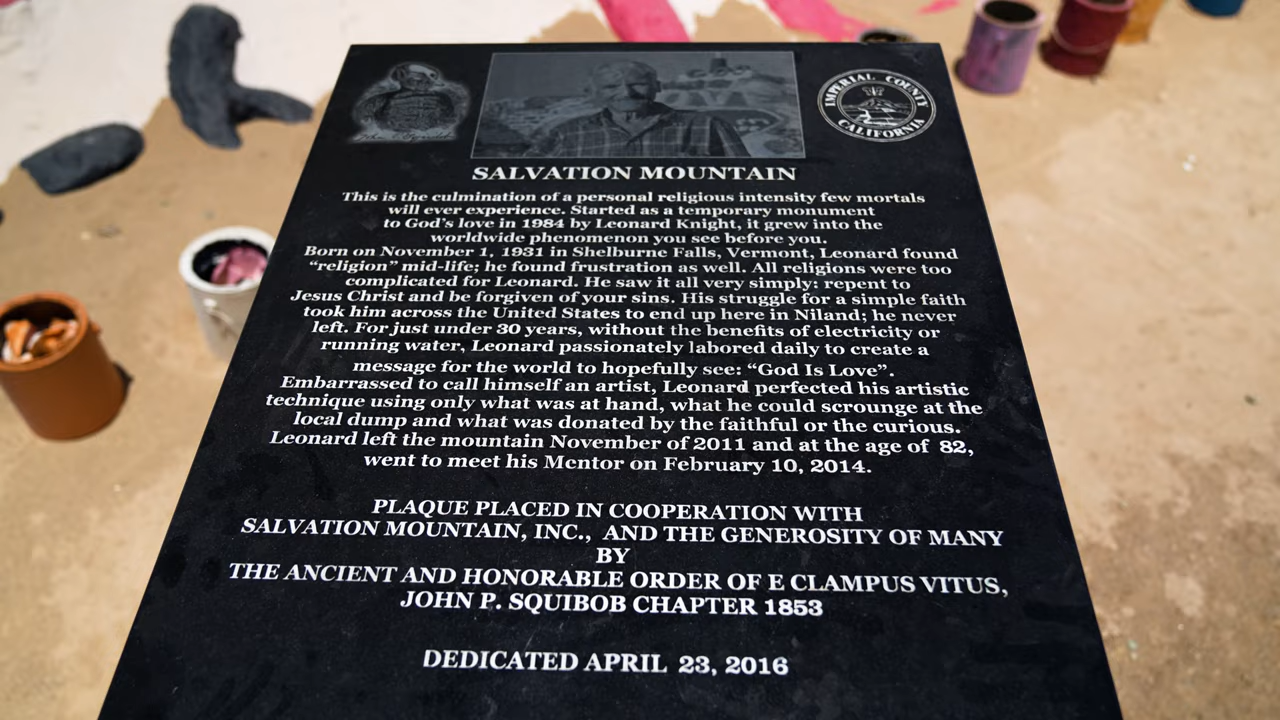 IMPERIAL COUNTY
CALIFORNIA
SALVATION MOUNTAIN
This is the culmination of a personal religious intensity few mortals
will ever experience. Started as a temporary monument
to God's love in 1984 by Leonard Knight, it grew into the
worldwide phenomenon you see before you.
Born on November 1, 1931 in Shelburne Falls, Vermont, Leonard found
“religion” mid-life; he found frustration as well. All religions were too
complicated for Leonard. He saw it all very simply: repent to
Jesus Christ and be forgiven of your sins. His struggle for a simple faith
took him across the United States to end up here in Niland; he never
left. For just under 30 years, without the benefits of electricity or
running water, Leonard passionately labored daily to create a
message for the world to hopefully see: “God Is Love”.
Embarrassed to call himself an artist, Leonard perfected his artistic
technique using only what was at hand, what he could scrounge at the
local dump and what was donated by the faithful or the curious.
Leonard left the mountain November of 2011 and at the age of 82,
went to meet his Mentor on February 10, 2014.
PLAQUE PLACED IN COOPERATION WITH
SALVATION MOUNTAIN, INC., AND THE GENEROSITY OF MANY
BY
THE ANCIENT AND HONORABLE ORDER OF E CLAMPUS VITUS,
JOHN P. SQUIBOB CHAPTER 1853
DEDICATED APRIL 23, 2016